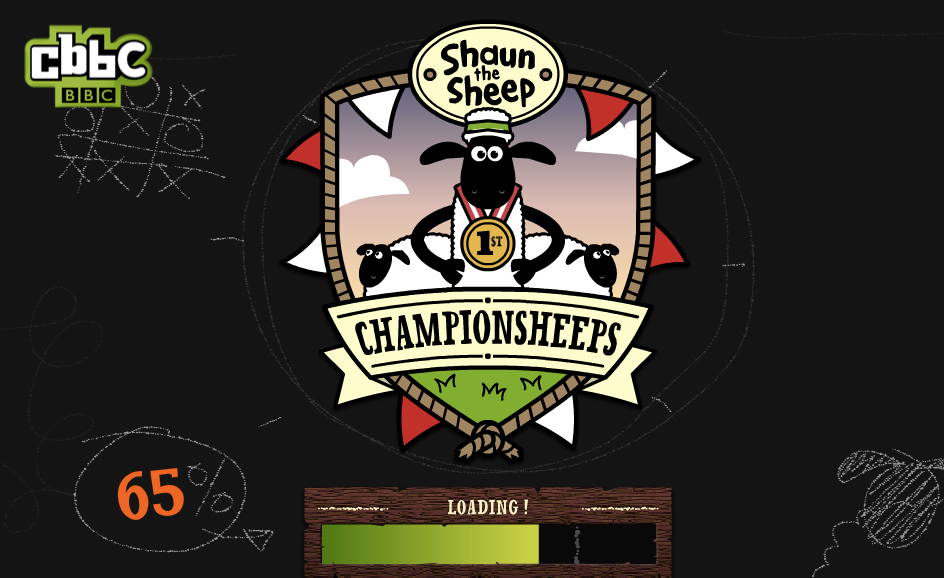 cbbc
BBC
Shaun
the
Sheep
1ST
CHAMPIONSHEEPS
65%
LOADING!